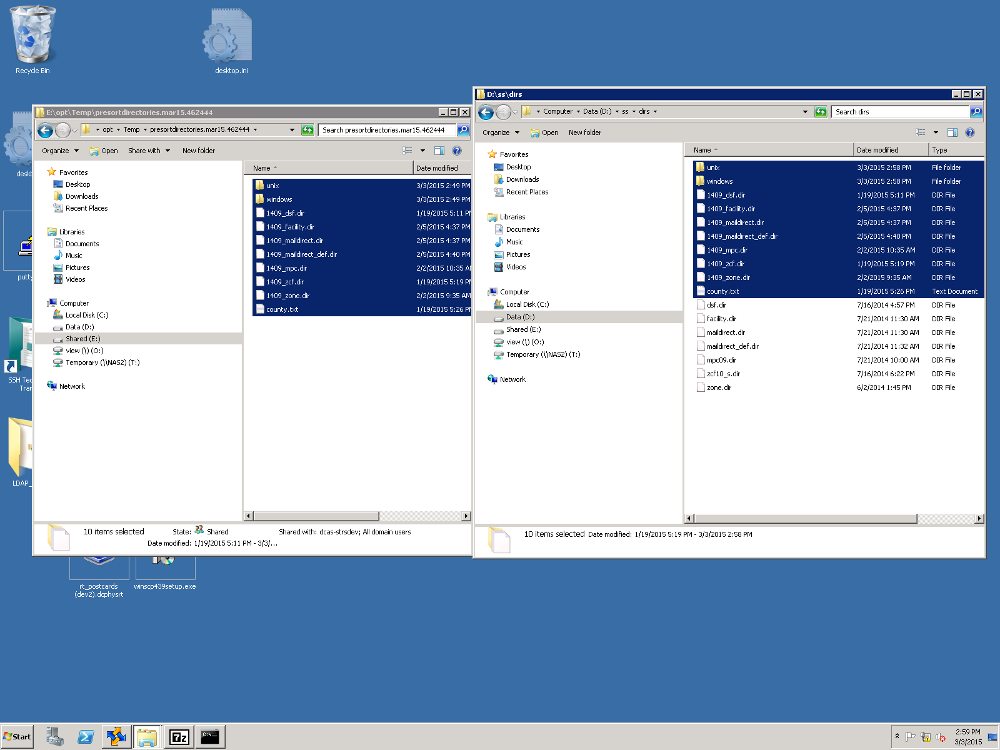 Recycle Bin
desktop.ini
E:\opt\Temp\presortdirectories.mar15.462444
opt
Temp
presortdirectories.mar15.462444
Search presortdirectories.mar15.462444
Organize
Open
Share with
New folder
Favorites
Desktop
Downloads
Recent Places
Libraries
Documents
Music
Pictures
Videos
Computer
Local Disk (C:)
Data (D:)
Shared (E:)
view (\) (O:)
Temporary (\\NAS2) (T:)
Network
Name
Date modified
unix 3/3/2015 2:49 PM
windows 3/3/2015 2:49 PM
1409_dsf.dir 1/19/2015 5:11 PM
1409_facility.dir 2/5/2015 4:37 PM
1409_maildirect.dir 2/5/2015 4:37 PM
1409_maildirect_def.dir 2/5/2015 4:40 PM
1409_mpc.dir 2/2/2015 10:35 AM
1409_zcf.dir 1/19/2015 5:19 PM
1409_zone.dir 2/2/2015 9:35 AM
county.txt 1/19/2015 5:26 PM
10 items selected
State: Shared
Shared with: dcas-strsdev; All domain users
Date modified: 1/19/2015 5:11 PM - 3/3/...
D:\ss\dirs
Computer
Data (D:)
ss
dirs
Search dirs
Organize
Open
New folder
Favorites
Desktop
Downloads
Recent Places
Libraries
Documents
Music
Pictures
Videos
Computer
Local Disk (C:)
Data (D:)
Shared (E:)
view (\) (O:)
Temporary (\\NAS2) (T:)
Network
Name
Date modified
Type
unix 3/3/2015 2:58 PM File folder
windows 3/3/2015 2:58 PM File folder
1409_dsf.dir 1/19/2015 5:11 PM DIR File
1409_facility.dir 2/5/2015 4:37 PM DIR File
1409_maildirect.dir 2/5/2015 4:37 PM DIR File
1409_maildirect_def.dir 2/5/2015 4:40 PM DIR File
1409_mpc.dir 2/2/2015 10:35 AM DIR File
1409_zcf.dir 1/19/2015 5:19 PM DIR File
1409_zone.dir 2/2/2015 9:35 AM DIR File
county.txt 1/19/2015 5:26 PM Text Document
dsf.dir 7/16/2014 4:57 PM DIR File
facility.dir 7/21/2014 11:30 AM DIR File
maildirect.dir 7/21/2014 11:30 AM DIR File
maildirect_def.dir 7/21/2014 11:32 AM DIR File
mpc09.dir 7/21/2014 10:00 AM DIR File
zcf10_s.dir 7/16/2014 6:22 PM DIR File
zone.dir 6/2/2014 1:45 PM DIR File
10 items selected
Date modified: 1/19/2015 5:19 PM - 3/3/2015 2:58 PM
deskt
putty
SSH Tec
Tran
LDAP_
rt_postcards
(dev2).dcphysrt
winscp439setup.exe
Start
7z
C:\_
2:59 PM
3/3/2015